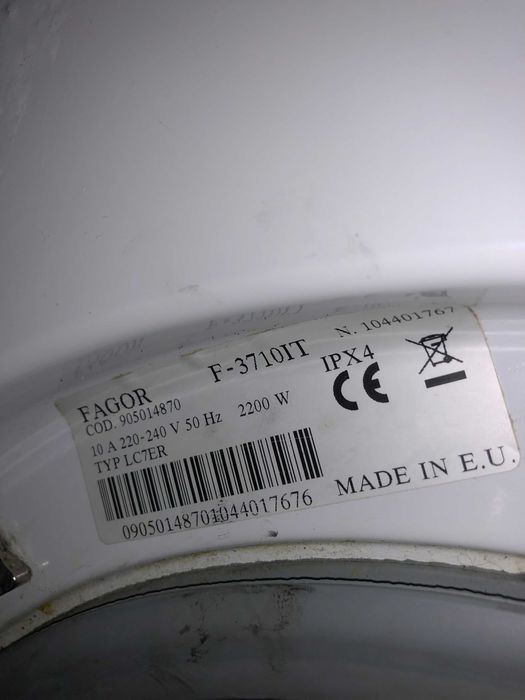 FAGOR F-3710IT N. 104401767
COD. 905014870 IPX4
10 A 220-240 V 50 Hz 2200 W
TYP LC7ER
CE
09050148701044017676 MADE IN E.U.